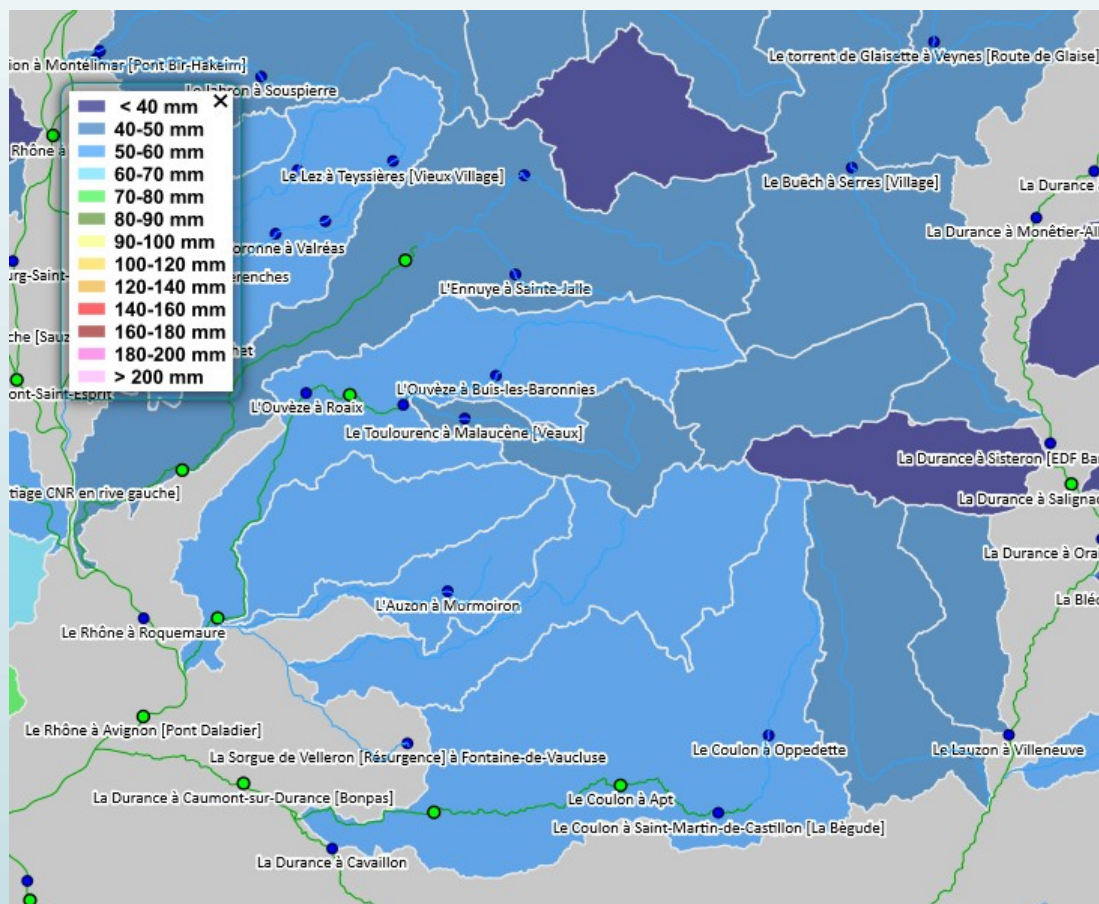 ion à Montélimar [Pont Bir-Hakeim]
Le torrent de Glaisette à Veynes [Route de Glaise]
Le Jabron à Souspierre
< 40 mm
40-50 mm
50-60 mm
60-70 mm
70-80 mm
80-90 mm
90-100 mm
100-120 mm
120-140 mm
140-160 mm
160-180 mm
180-200 mm
> 200 mm
Rhône à
Le Lez à Teyssières [Vieux Village]
Le Buëch à Serres [Village]
La Durance à
La Durance à Monêtier-All
oronne à Valréas
urg-Saint-
erenches
L'Ennuye à Sainte-Jalle
che [Sauz
het
ont-Saint-Esprit
L'Ouvèze à Buis-les-Baronnies
L'Ouvèze à Roaix
Le Toulourenc à Malaucène [Veaux]
La Durance à Sisteron [EDF Bar
tiage CNR en rive gauche]
La Durance à Salignac
La Durance à Orai
La Bléo
L'Auzon à Mormoiron
Le Rhône à Roquemaure
Le Rhône à Avignon [Pont Daladier]
La Sorgue de Velleron [Résurgence] à Fontaine-de-Vaucluse
Le Coulon à Oppedette
Le Lauzon à Villeneuve
La Durance à Caumont-sur-Durance [Bonpas]
Le Coulon à Apt
Le Coulon à Saint-Martin-de-Castillon [La Bègude]
La Durance à Cavaillon